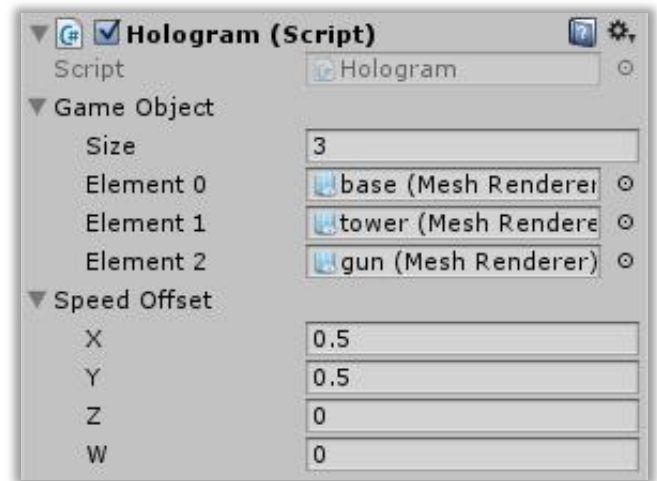 Hologram (Script)
Script Hologram
Game Object
Size 3
Element 0 base (Mesh Renderer
Element 1 tower (Mesh Rendere
Element 2 gun (Mesh Renderer)
Speed Offset
X 0.5
Y 0.5
Z 0
W 0